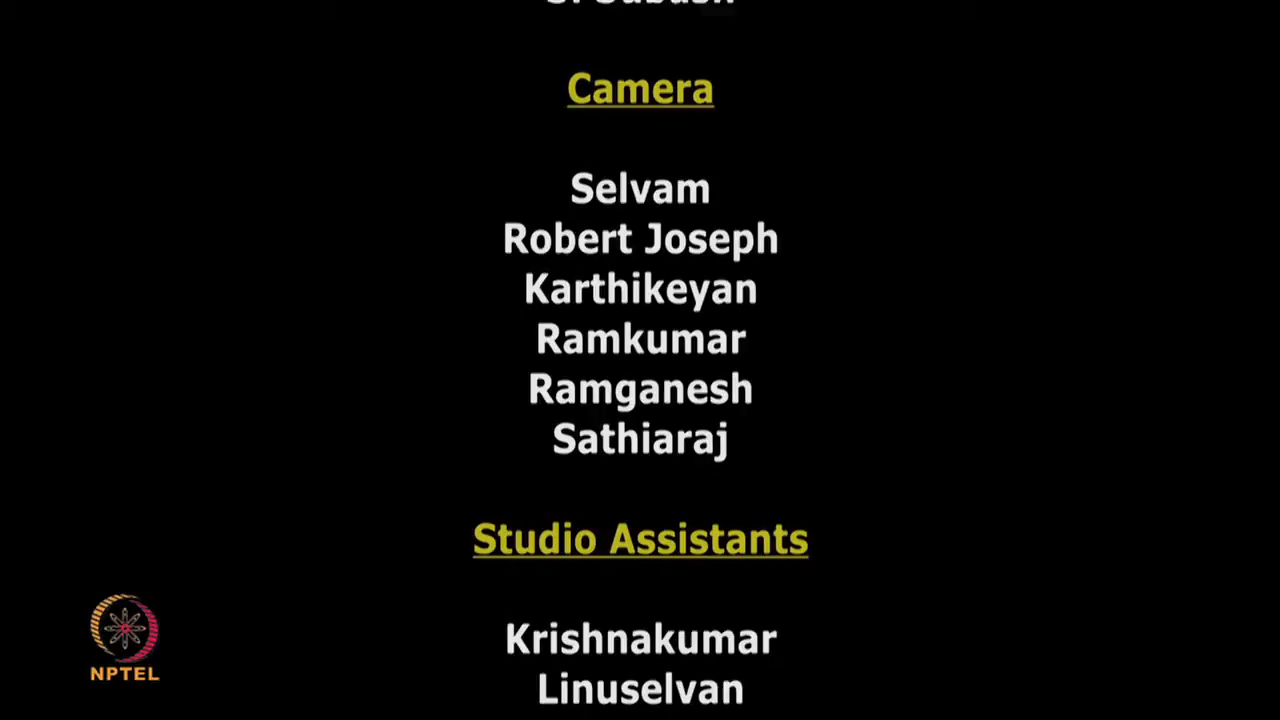 Camera
Selvam
Robert Joseph
Karthikeyan
Ramkumar
Ramganesh
Sathiaraj
Studio Assistants
Krishnakumar
Linuselvan
NPTEL